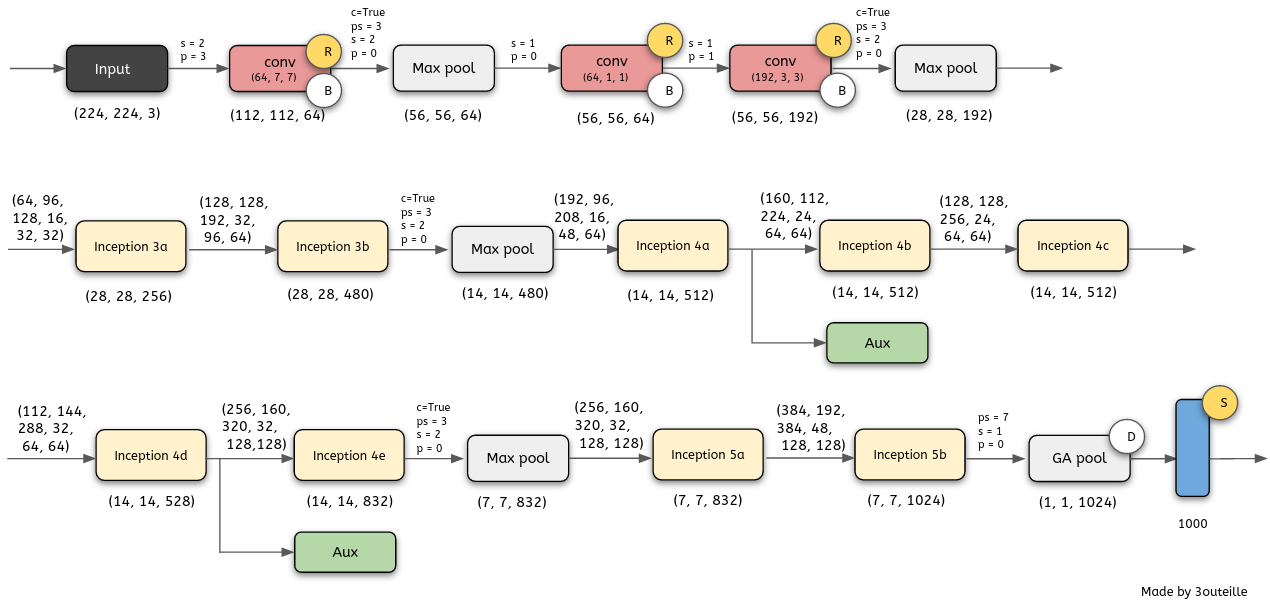 Input
(224, 224, 3)
s = 2
p = 3
conv
(64, 7, 7)
R
B
(112, 112, 64)
c=True
ps = 3
s = 2
p = 0
Max pool
(56, 56, 64)
s = 1
p = 0
conv
(64, 1, 1)
R
B
(56, 56, 64)
s = 1
p = 1
conv
(192, 3, 3)
R
B
(56, 56, 192)
c=True
ps = 3
s = 2
p = 0
Max pool
(28, 28, 192)
(64, 96,
128, 16,
32, 32)
Inception 3a
(28, 28, 256)
(128, 128,
192, 32,
96, 64)
Inception 3b
(28, 28, 480)
c=True
ps = 3
s = 2
p = 0
Max pool
(14, 14, 480)
(192, 96,
208, 16,
48, 64)
Inception 4a
(14, 14, 512)
(160, 112,
224, 24,
64, 64)
Inception 4b
(14, 14, 512)
(128, 128,
256, 24,
64, 64)
Inception 4c
(14, 14, 512)
Aux
(112, 144,
288, 32,
64, 64)
Inception 4d
(14, 14, 528)
(256, 160,
320, 32,
128,128)
Inception 4e
(14, 14, 832)
c=True
ps = 3
s = 2
p = 0
Max pool
(7, 7, 832)
(256, 160,
320, 32,
128, 128)
Inception 5a
(7, 7, 832)
(384, 192,
384, 48,
128, 128)
Inception 5b
(7, 7, 1024)
ps = 7
s = 1
p = 0
GA pool
D
(1, 1, 1024)
S
1000
Aux
Made by 3outeille